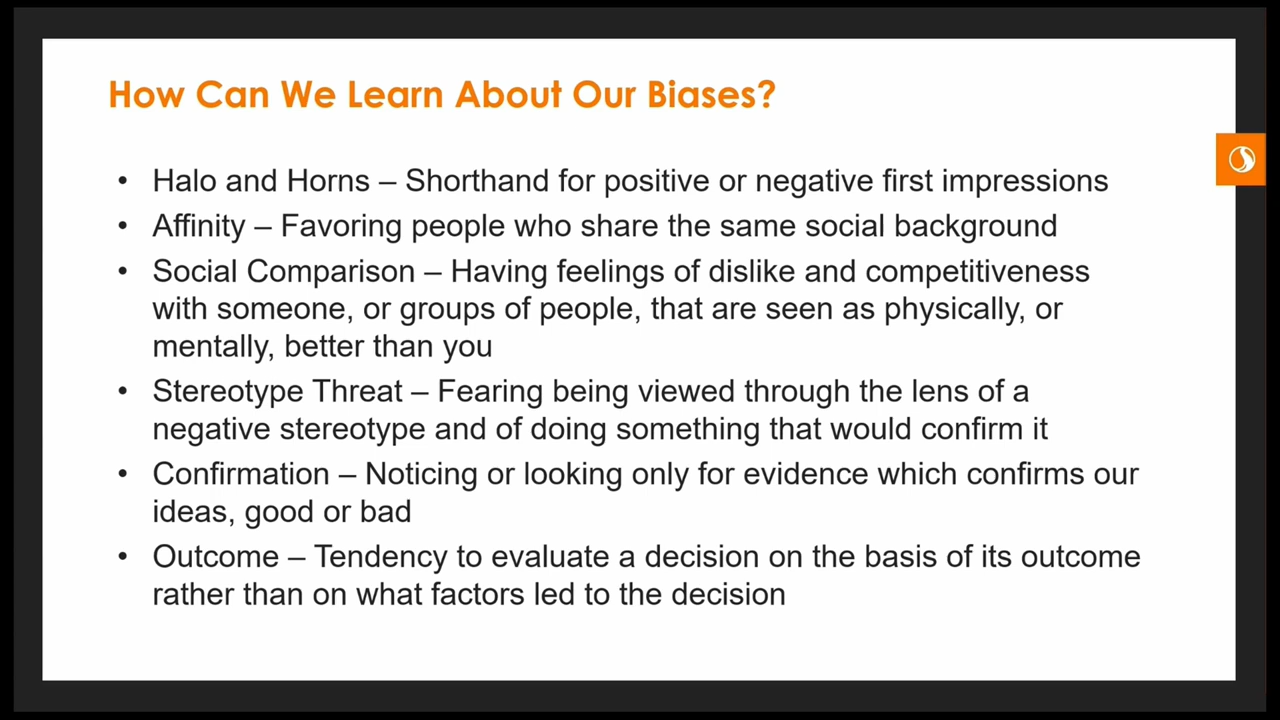 How Can We Learn About Our Biases?
• Halo and Horns – Shorthand for positive or negative first impressions
• Affinity – Favoring people who share the same social background
• Social Comparison – Having feelings of dislike and competitiveness
with someone, or groups of people, that are seen as physically, or
mentally, better than you
• Stereotype Threat – Fearing being viewed through the lens of a
negative stereotype and of doing something that would confirm it
• Confirmation – Noticing or looking only for evidence which confirms our
ideas, good or bad
• Outcome – Tendency to evaluate a decision on the basis of its outcome
rather than on what factors led to the decision